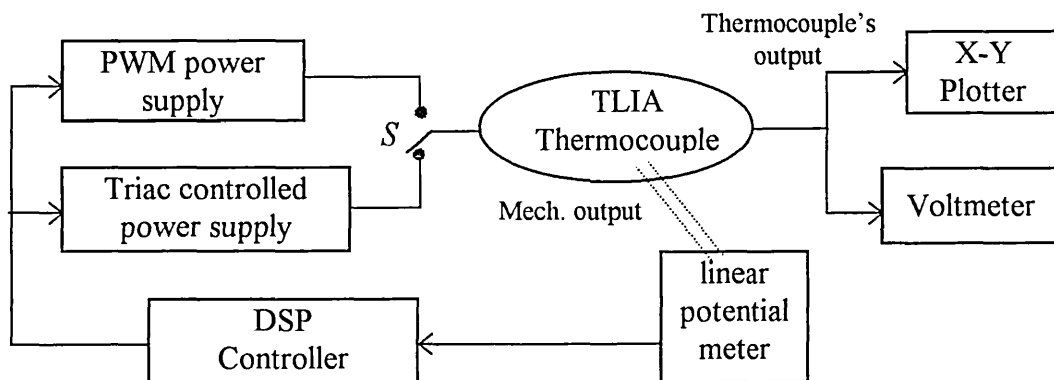 PWM power
supply
Thermocouple's
output
X-Y
Plotter
S
TLIA
Thermocouple
Triac controlled
power supply
Mech. output
Voltmeter
linear
potential
meter
DSP
Controller